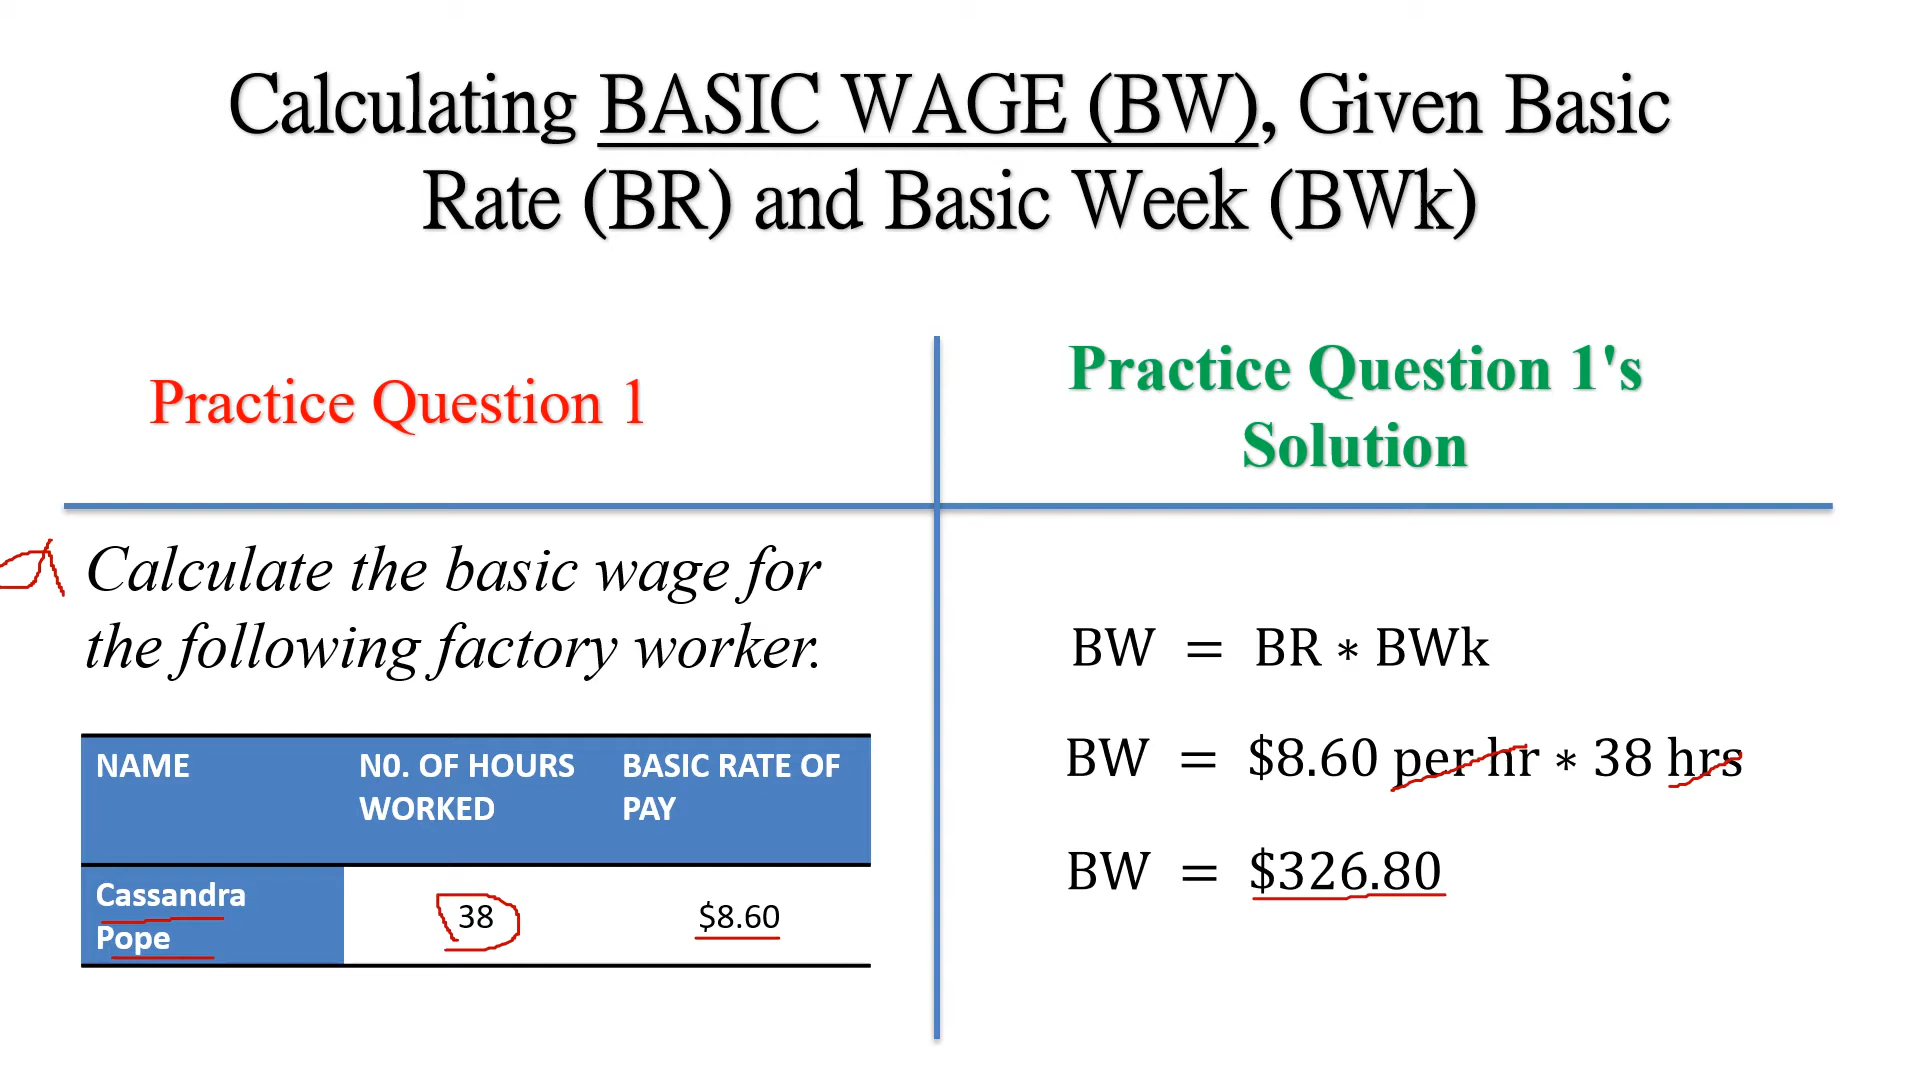 Calculating BASIC WAGE (BW), Given Basic
Rate (BR) and Basic Week (BWk)
Practice Question 1
Calculate the basic wage for
the following factory worker.
NAME N0. OF HOURS WORKED BASIC RATE OF PAY
Cassandra Pope 38 $8.60
Practice Question 1's
Solution
BW = BR ∗ BWk
BW = $8.60 per hr ∗ 38 hrs
BW = $326.80